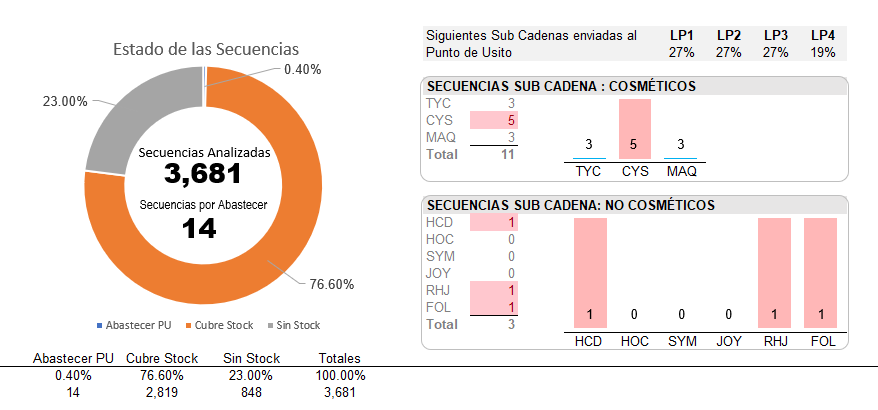 Estado de las Secuencias
0.40%
23.00%
Secuencias Analizadas
3,681
Secuencias por Abastecer
14
76.60%
Abastecer PU Cubre Stock Sin Stock
Abastecer PU Cubre Stock Sin Stock Totales
0.40% 76.60% 23.00% 100.00%
14 2,819 848 3,681
Siguientes Sub Cadenas enviadas al LP1 LP2 LP3 LP4
Punto de Usito 27% 27% 27% 19%
SECUENCIAS SUB CADENA : COSMÉTICOS
TYC 3
CYS 5
MAQ 3
Total 11
3 5 3
TYC CYS MAQ
SECUENCIAS SUB CADENA: NO COSMÉTICOS
HCD 1
HOC 0
SYM 0
JOY 0
RHJ 1
FOL 1
Total 3
1 0 0 0 1 1
HCD HOC SYM JOY RHJ FOL